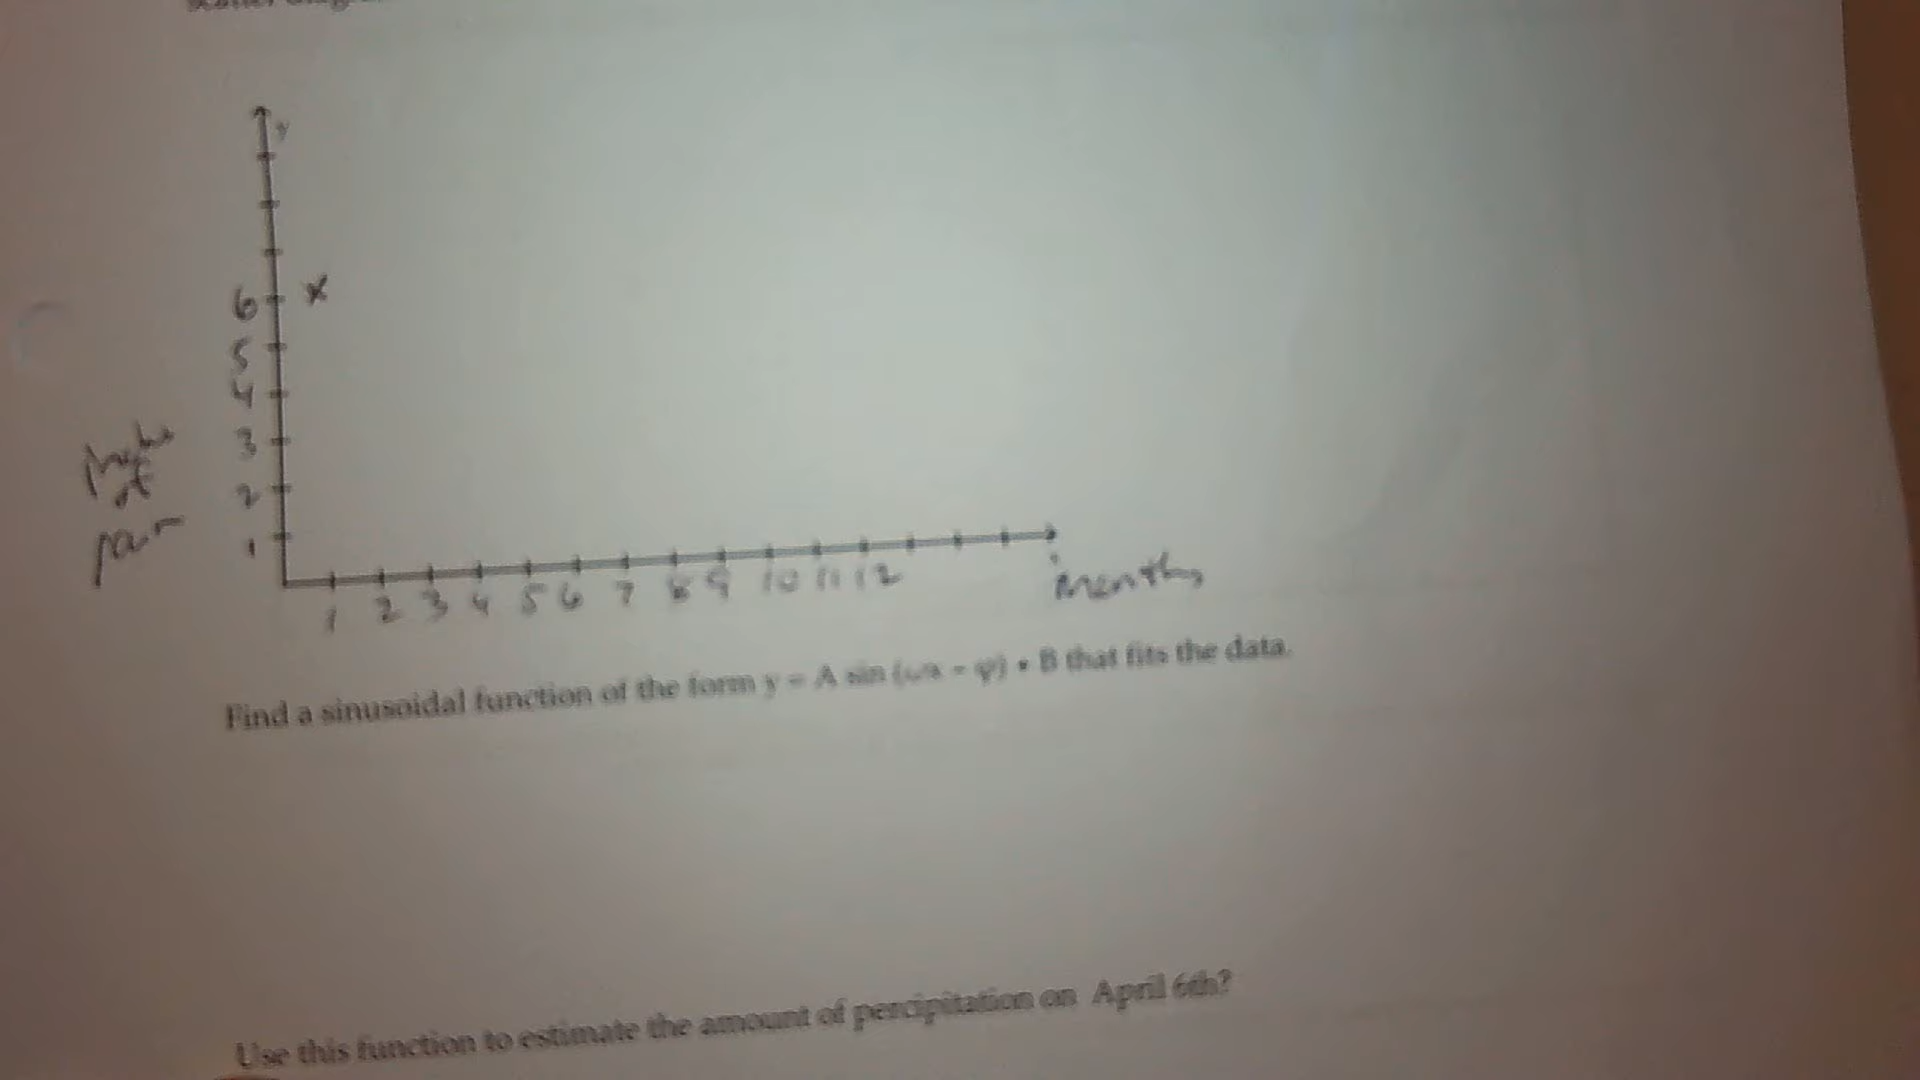 y
6
5
4
3
2
1
1 2 3 4 5 6 7 8 9 10 11 12
months
Find a sinusoidal function of the form y = A sin (ωx - φ) + B that fits the data.
Use this function to estimate the amount of percipitation on April 6th?